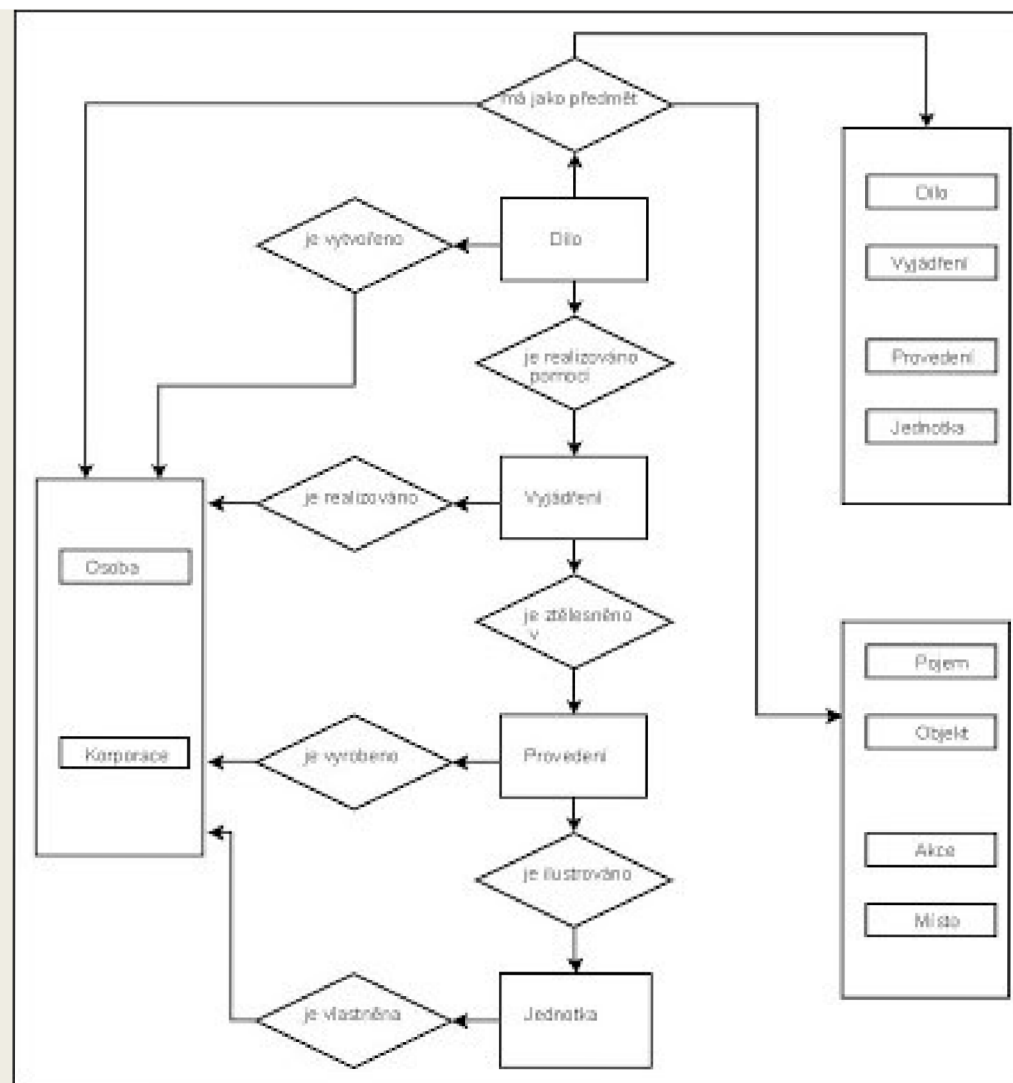 má jako předmět
Dílo
je vytvořeno
Dílo
Vyjádření
je realizováno
pomocí
Provedení
Jednotka
je realizováno
Vyjádření
Osoba
je ztělesněno
v
Pojem
Objekt
Korporace
je vyrobeno
Provedení
je ilustrováno
Akce
Místo
je vlastněna
Jednotka